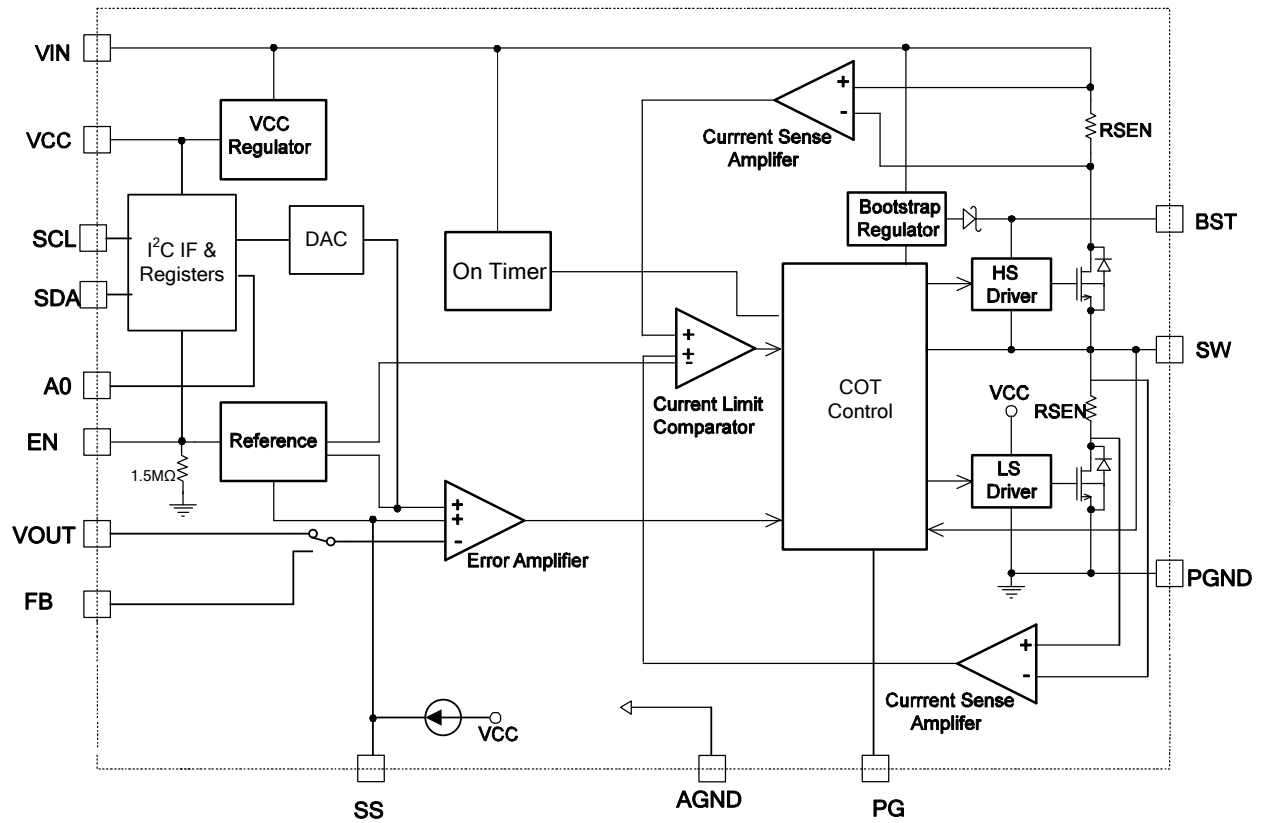 VIN
VCC
VCC
Regulator
+
-
Currrent Sense
Amplifer
RSEN
SCL
SDA
I²C IF &
Registers
DAC
On Timer
Bootstrap
Regulator
BST
HS
Driver
A0
+
+
-
Current Limit
Comparator
COT
Control
SW
VCC
RSEN
EN
Reference
1.5MΩ
LS
Driver
VOUT
+
+
-
Error Amplifier
FB
PGND
+
-
Currrent Sense
Amplifer
VCC
SS
AGND
PG